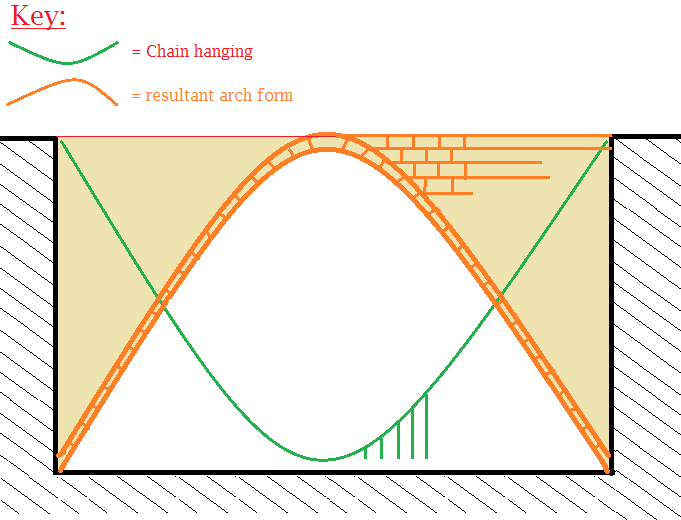 Key:
= Chain hanging
= resultant arch form